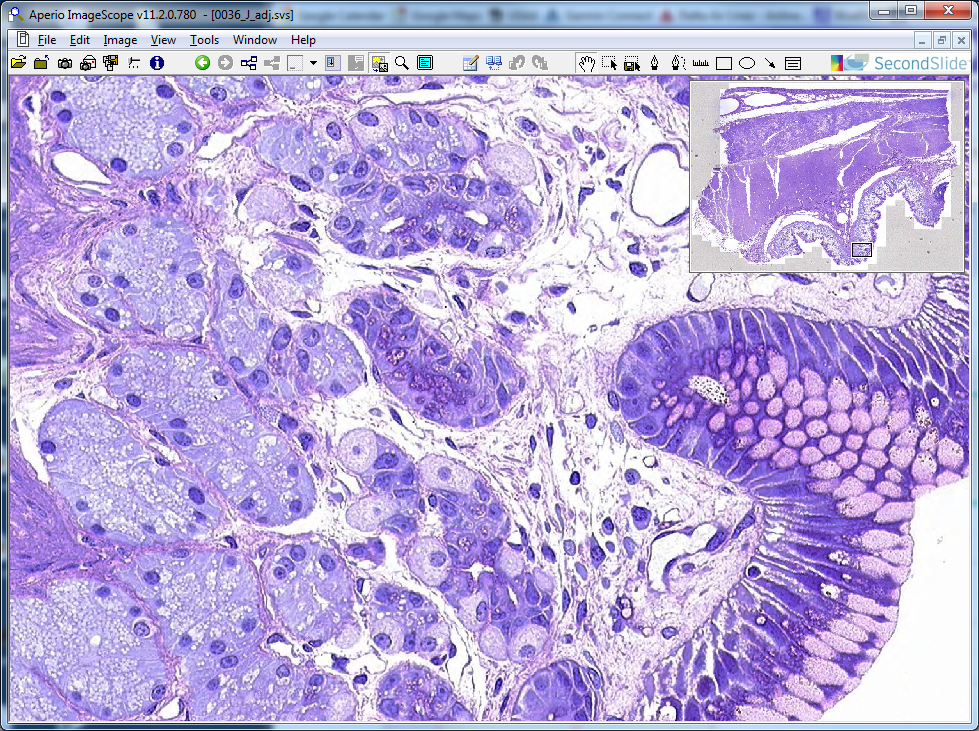 Aperio ImageScope v11.2.0.780 - [0036_J_adj.svs]
File Edit Image View Tools Window Help
SecondSlide